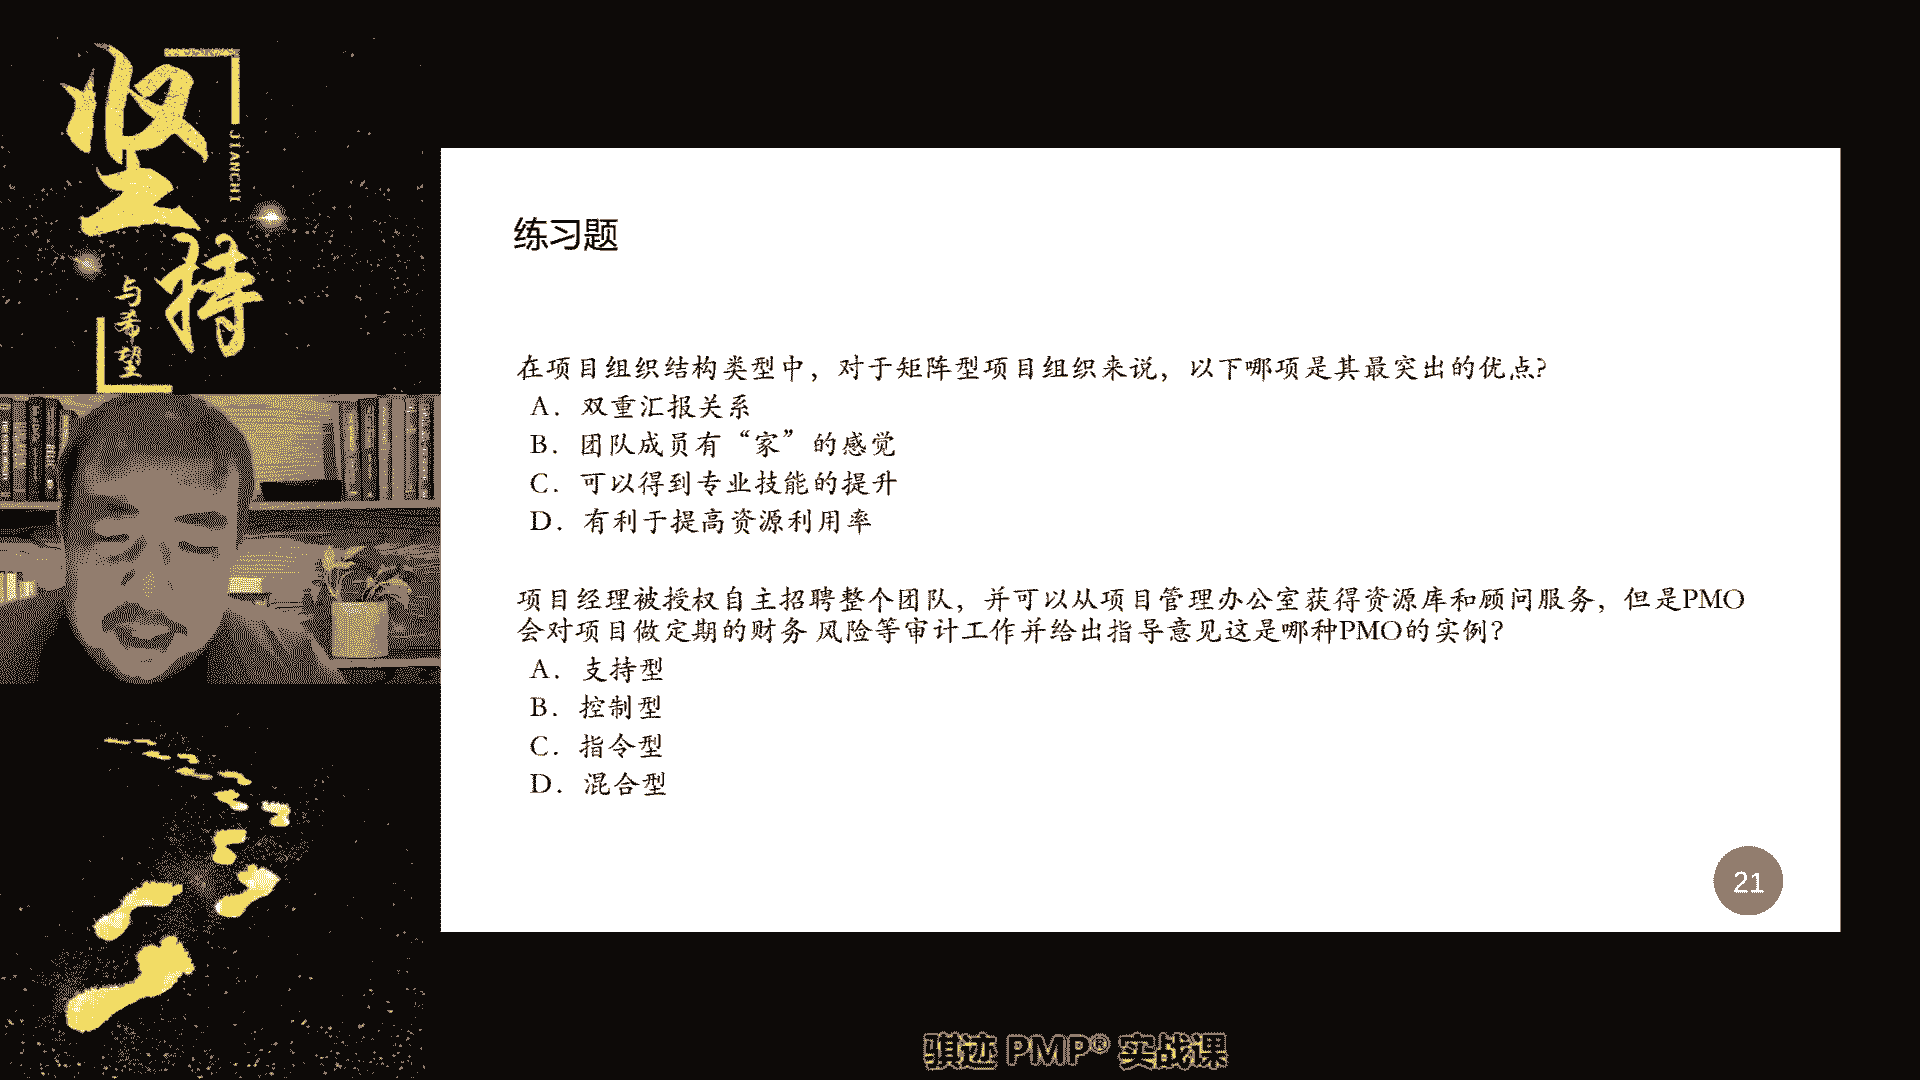 坚持
JIANCHI
与希望
练习题
在项目组织结构类型中，对于矩阵型项目组织来说，以下哪项是其最突出的优点?
A. 双重汇报关系
B. 团队成员有“家”的感觉
C. 可以得到专业技能的提升
D. 有利于提高资源利用率
项目经理被授权自主招聘整个团队，并可以从项目管理办公室获得资源库和顾问服务，但是PMO
会对项目做定期的财务 风险等审计工作并给出指导意见这是哪种PMO的实例?
A. 支持型
B. 控制型
C. 指令型
D. 混合型
21
骐迹 PMP® 实战课